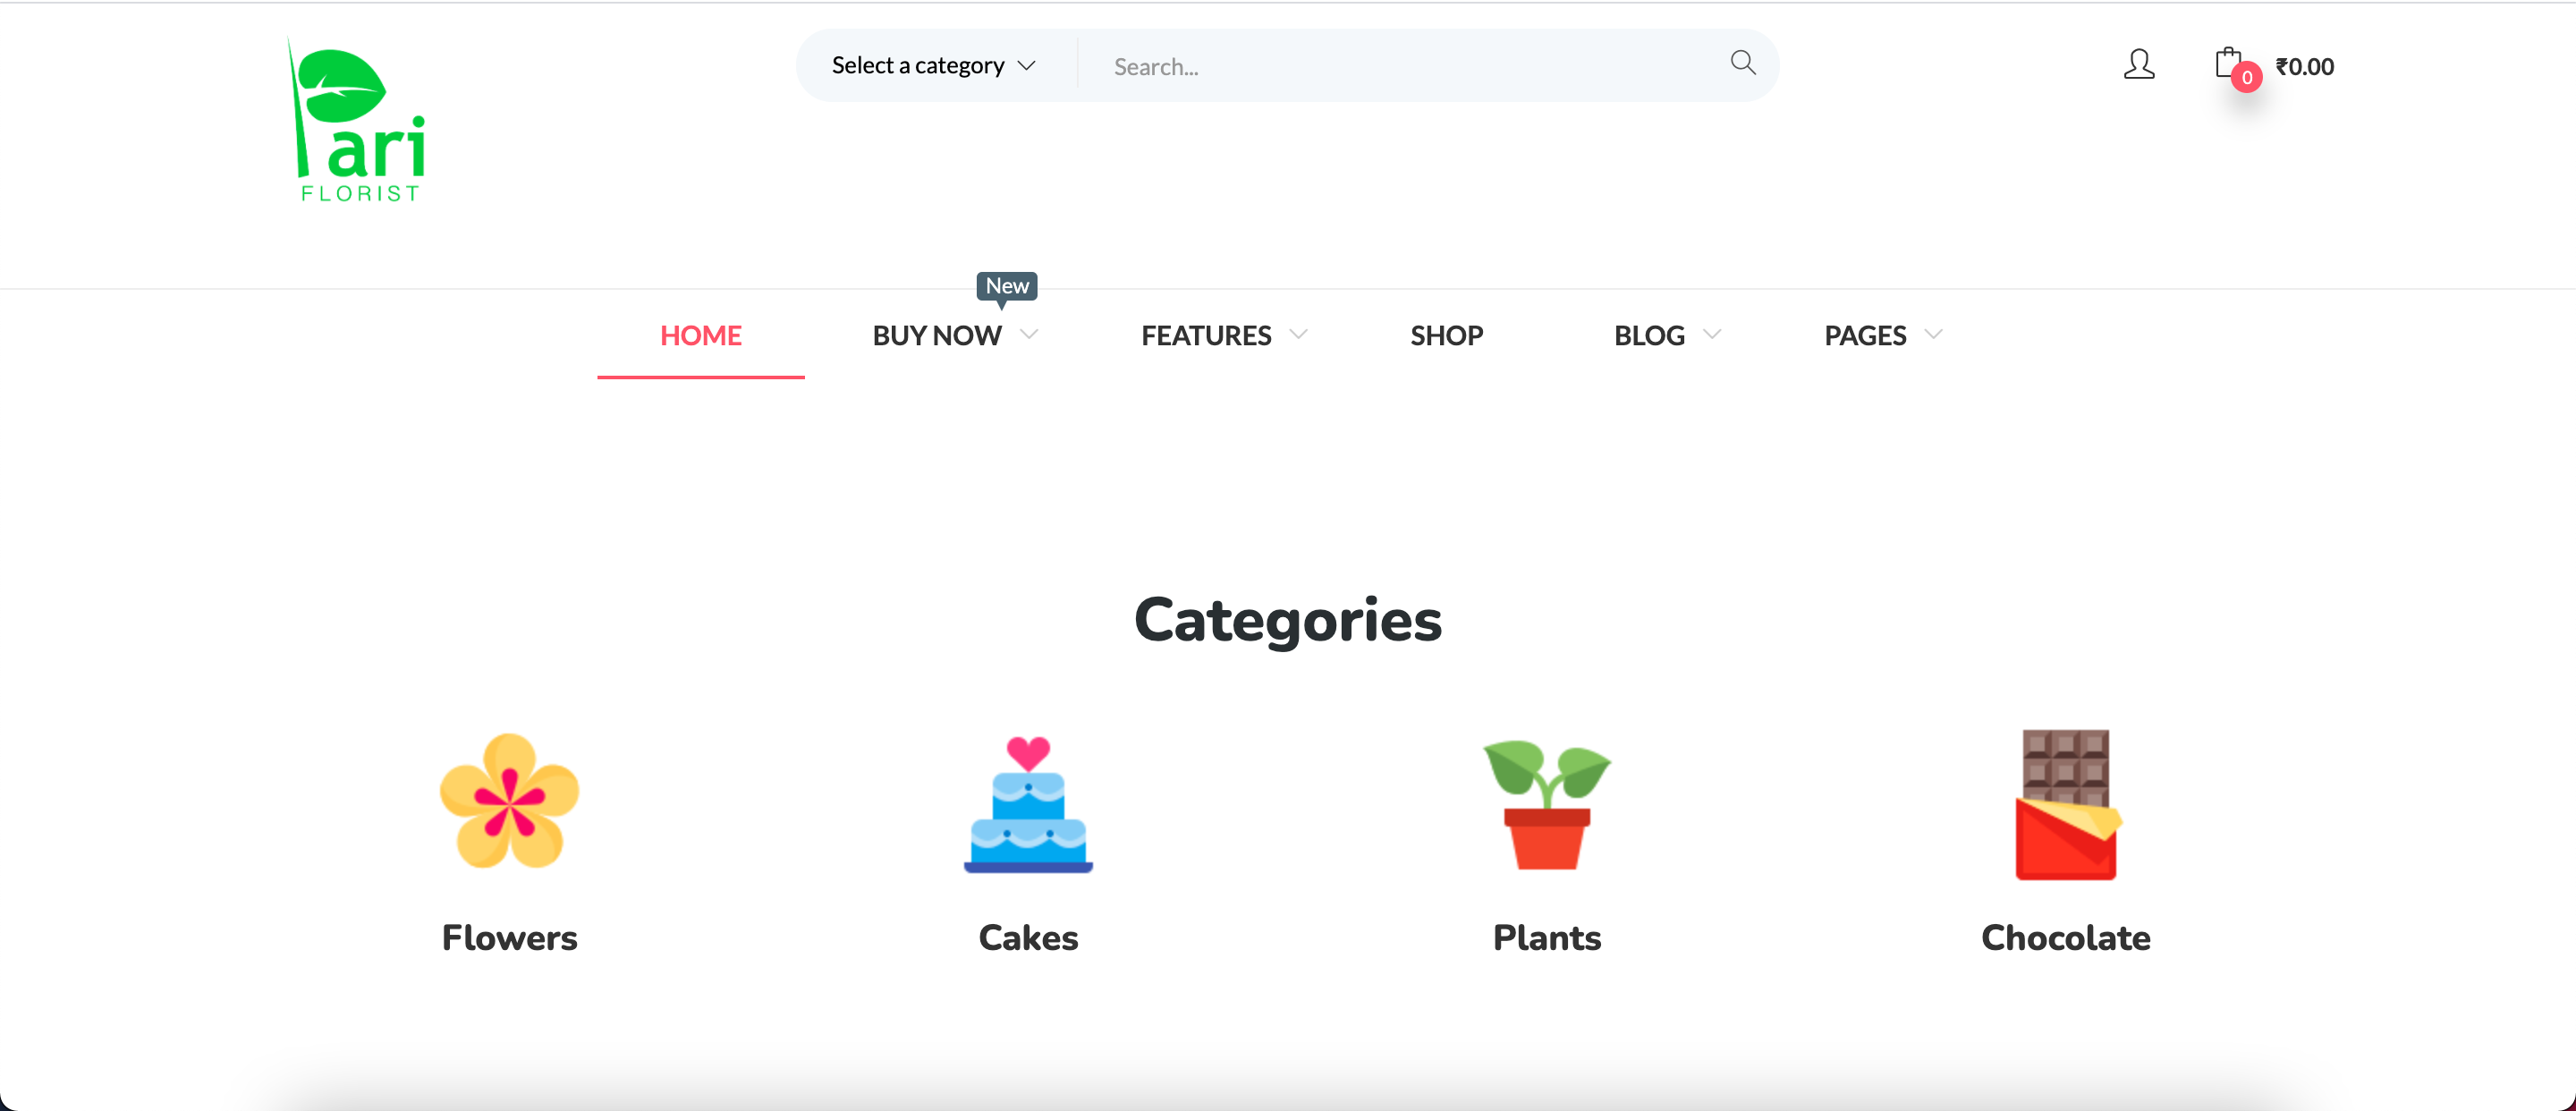 Pari
FLORIST
Select a category
Search...
0
₹0.00
New
HOME
BUY NOW
FEATURES
SHOP
BLOG
PAGES
Categories
Flowers
Cakes
Plants
Chocolate